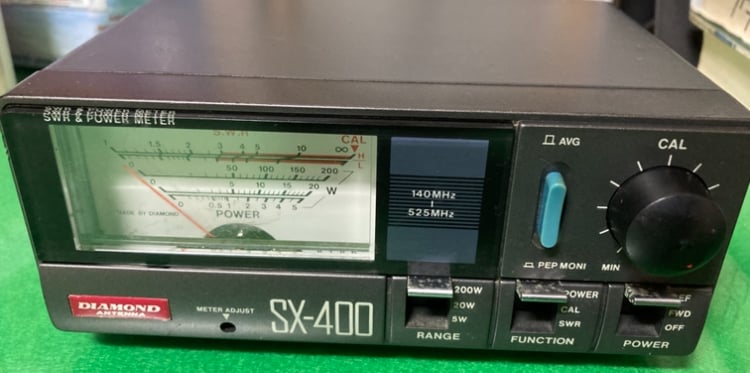 SWR & POWER METER
S.W.R
CAL
1 1.5 2 3 5 10 ∞
H
L
0 50 100 150 200
0 5 10 15 20 W
0 0.5 1 2 3 4 5
MADE BY DIAMOND
POWER
140MHz
525MHz
AVG
PEP MONI
CAL
MIN
DIAMOND
ANTENNA
METER ADJUST
SX-400
200W
20W
5W
RANGE
POWER
CAL
SWR
FUNCTION
FWD
OFF
POWER